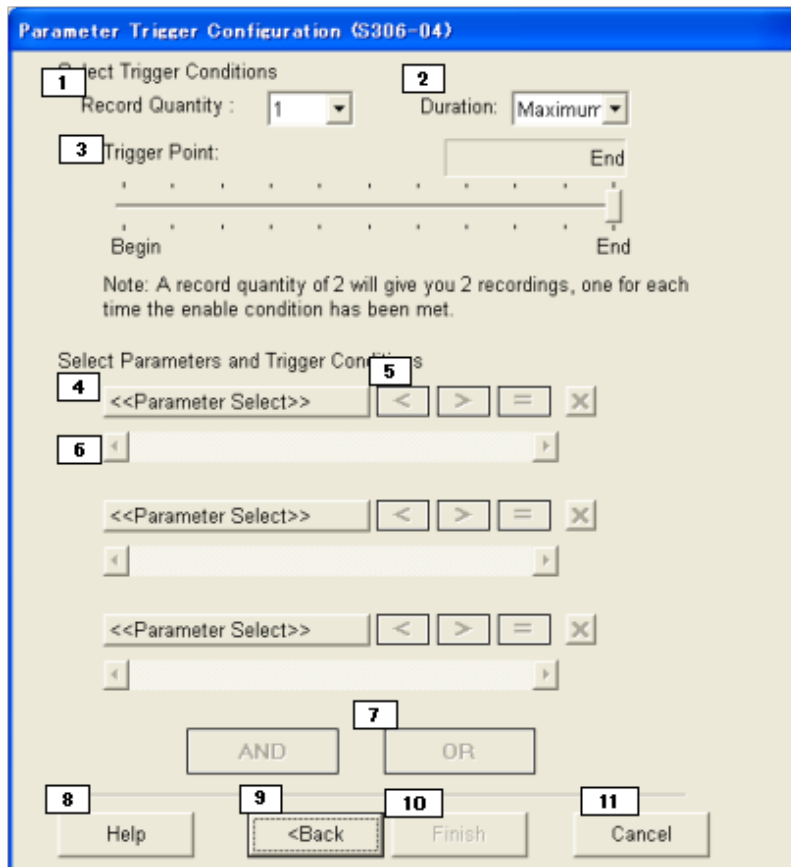 Parameter Trigger Configuration (S306-04)
Select Trigger Conditions
1
2
Record Quantity :
1
Duration:
Maximum
3
Trigger Point:
End
Begin
End
Note: A record quantity of 2 will give you 2 recordings, one for each
time the enable condition has been met.
Select Parameters and Trigger Conditions
4
5
<<Parameter Select>>
<
>
=
X
6
<<Parameter Select>>
<
>
=
X
<<Parameter Select>>
<
>
=
X
7
AND
OR
8
9
10
11
Help
<Back
Finish
Cancel